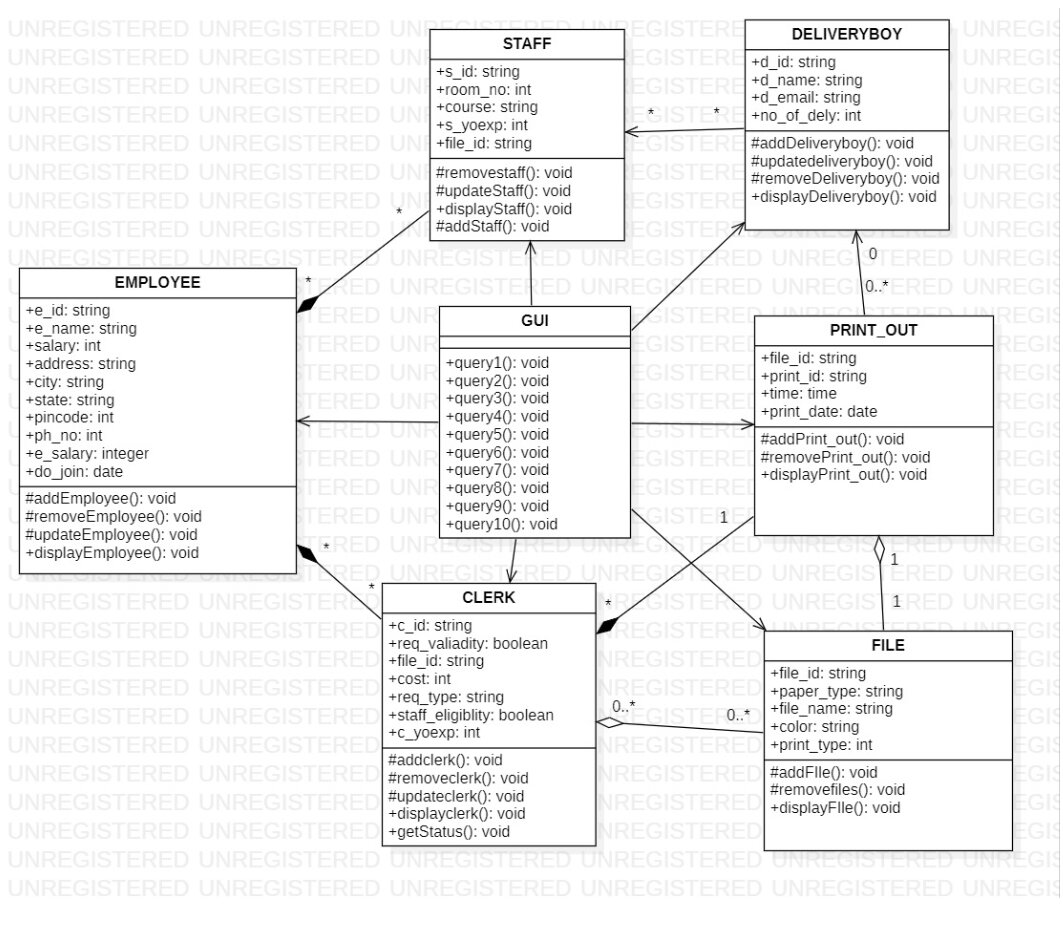 STAFF
+s_id: string
+room_no: int
+course: string
+s_yoexp: int
+file_id: string
#removestaff(): void
#updateStaff(): void
+displayStaff(): void
#addStaff(): void
DELIVERYBOY
+d_id: string
+d_name: string
+d_email: string
+no_of_dely: int
#addDeliveryboy(): void
#updatedeliveryboy(): void
#removeDeliveryboy(): void
+displayDeliveryboy(): void
*
*
*
*
EMPLOYEE
+e_id: string
+e_name: string
+salary: int
+address: string
+city: string
+state: string
+pincode: int
+ph_no: int
+e_salary: integer
+do_join: date
#addEmployee(): void
#removeEmployee(): void
#updateEmployee(): void
+displayEmployee(): void
GUI
+query1(): void
+query2(): void
+query3(): void
+query4(): void
+query5(): void
+query6(): void
+query7(): void
+query8(): void
+query9(): void
+query10(): void
0
0..*
PRINT_OUT
+file_id: string
+print_id: string
+time: time
+print_date: date
#addPrint_out(): void
#removePrint_out(): void
+displayPrint_out(): void
1
*
*
*
1
1
CLERK
+c_id: string
+req_valiadity: boolean
+file_id: string
+cost: int
+req_type: string
+staff_eligiblity: boolean
+c_yoexp: int
#addclerk(): void
#removeclerk(): void
#updateclerk(): void
+displayclerk(): void
+getStatus(): void
0..*
0..*
FILE
+file_id: string
+paper_type: string
+file_name: string
+color: string
+print_type: int
#addFIle(): void
#removefiles(): void
+displayFIle(): void
UNREGISTERED UNREGISTERED UNREGISTERED UNREGISTERED UNREGISTERED UNREGIS